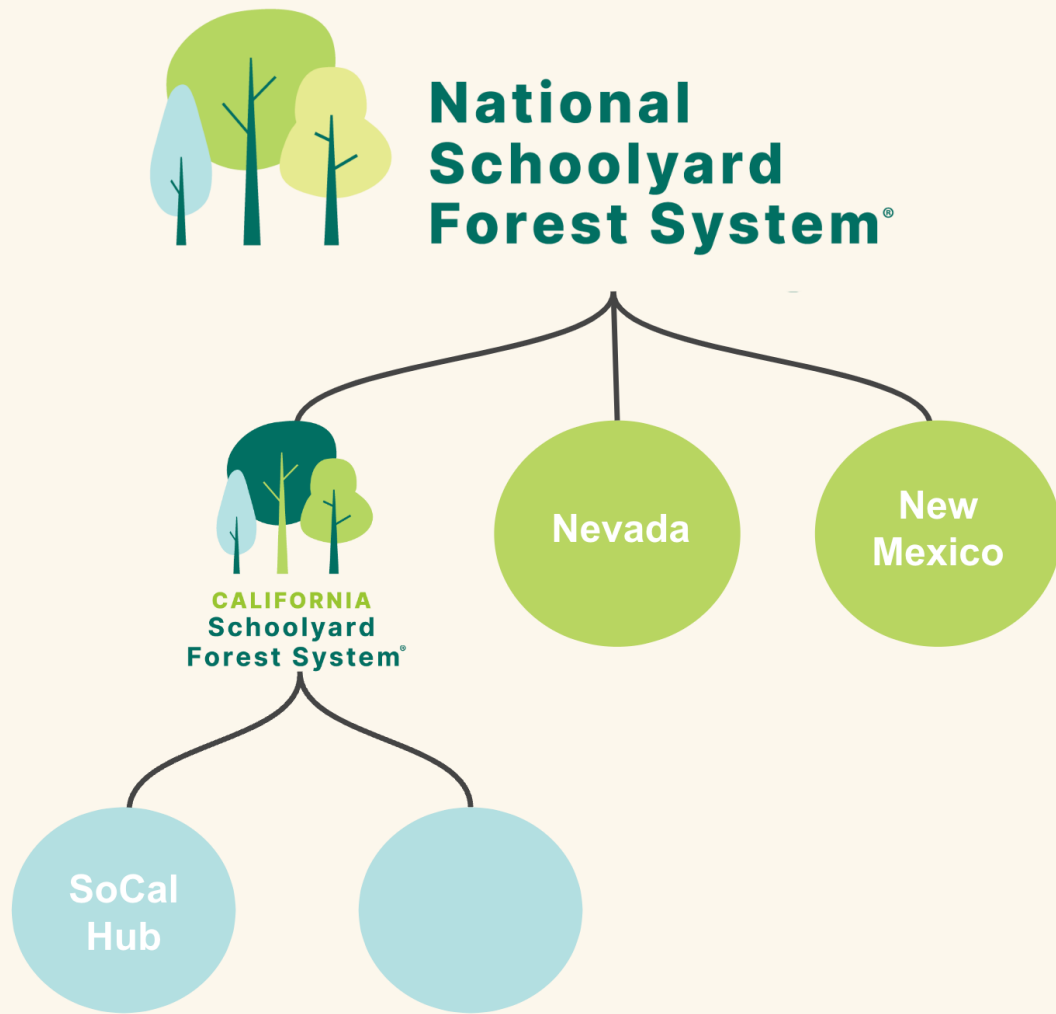 National
Schoolyard
Forest System®
Nevada
New
Mexico
CALIFORNIA
Schoolyard
Forest System®
SoCal
Hub